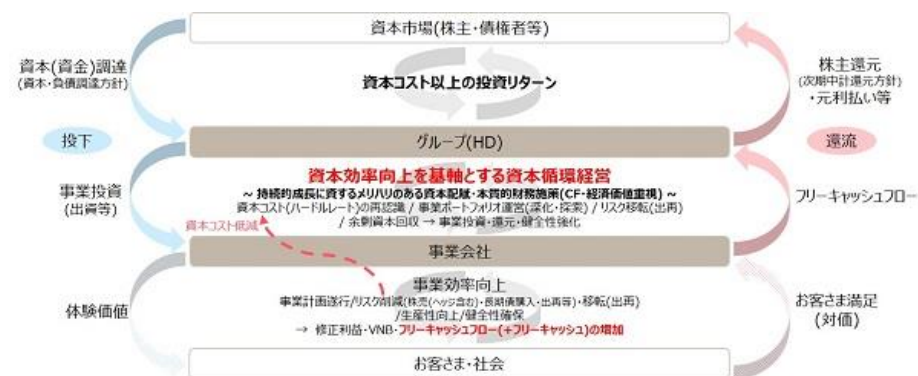 資本市場(株主・債権者等)
資本(資金)調達
(資本・負債調達方針)
資本コスト以上の投資リターン
株主還元
(次期中計還元方針)
・元利払い等
投下
グループ(HD)
還流
事業投資
(出資等)
資本効率向上を基軸とする資本循環経営
~ 持続的成長に資するメリハリのある資本配賦・本質的財務施策(CF・経済価値重視) ~
資本コスト(ハードルレート)の再認識 / 事業ポートフォリオ運営(深化・探索) / リスク移転(出再)
/ 余剰資本回収 → 事業投資・還元・健全性強化
フリーキャッシュフロー
資本コスト低減
事業会社
体験価値
事業効率向上
事業計画遂行/リスク削減(株売(ヘッジ含む)・長期債購入・出再等)・移転(出再)
/生産性向上/健全性確保
→ 修正利益・VNB・フリーキャッシュフロー(+フリーキャッシュ)の増加
お客さま満足
(対価)
お客さま・社会